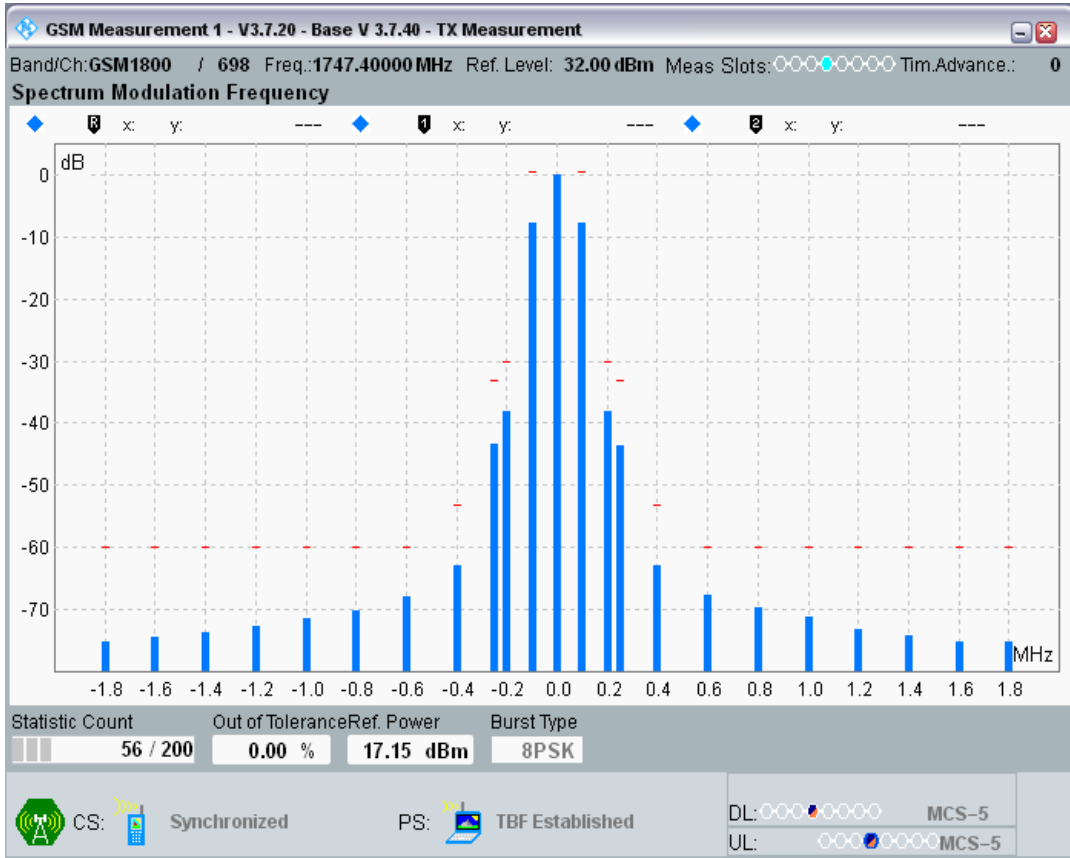 GSM Measurement 1 - V3.7.20 - Base V 3.7.40 - TX Measurement
Band/Ch:GSM1800 / 698 Freq.:1747.40000 MHz Ref. Level: 32.00 dBm Meas Slots: Tim.Advance.: 0
Spectrum Modulation Frequency
R x: y: --- 1 x: y: --- 2 x: y: ---
dB
0
-10
-20
-30
-40
-50
-60
-70
MHz
-1.8 -1.6 -1.4 -1.2 -1.0 -0.8 -0.6 -0.4 -0.2 0.0 0.2 0.4 0.6 0.8 1.0 1.2 1.4 1.6 1.8
Statistic Count Out of Tolerance Ref. Power Burst Type
56 / 200 0.00 % 17.15 dBm 8PSK
CS: Synchronized PS: TBF Established
DL: MCS-5
UL: MCS-5